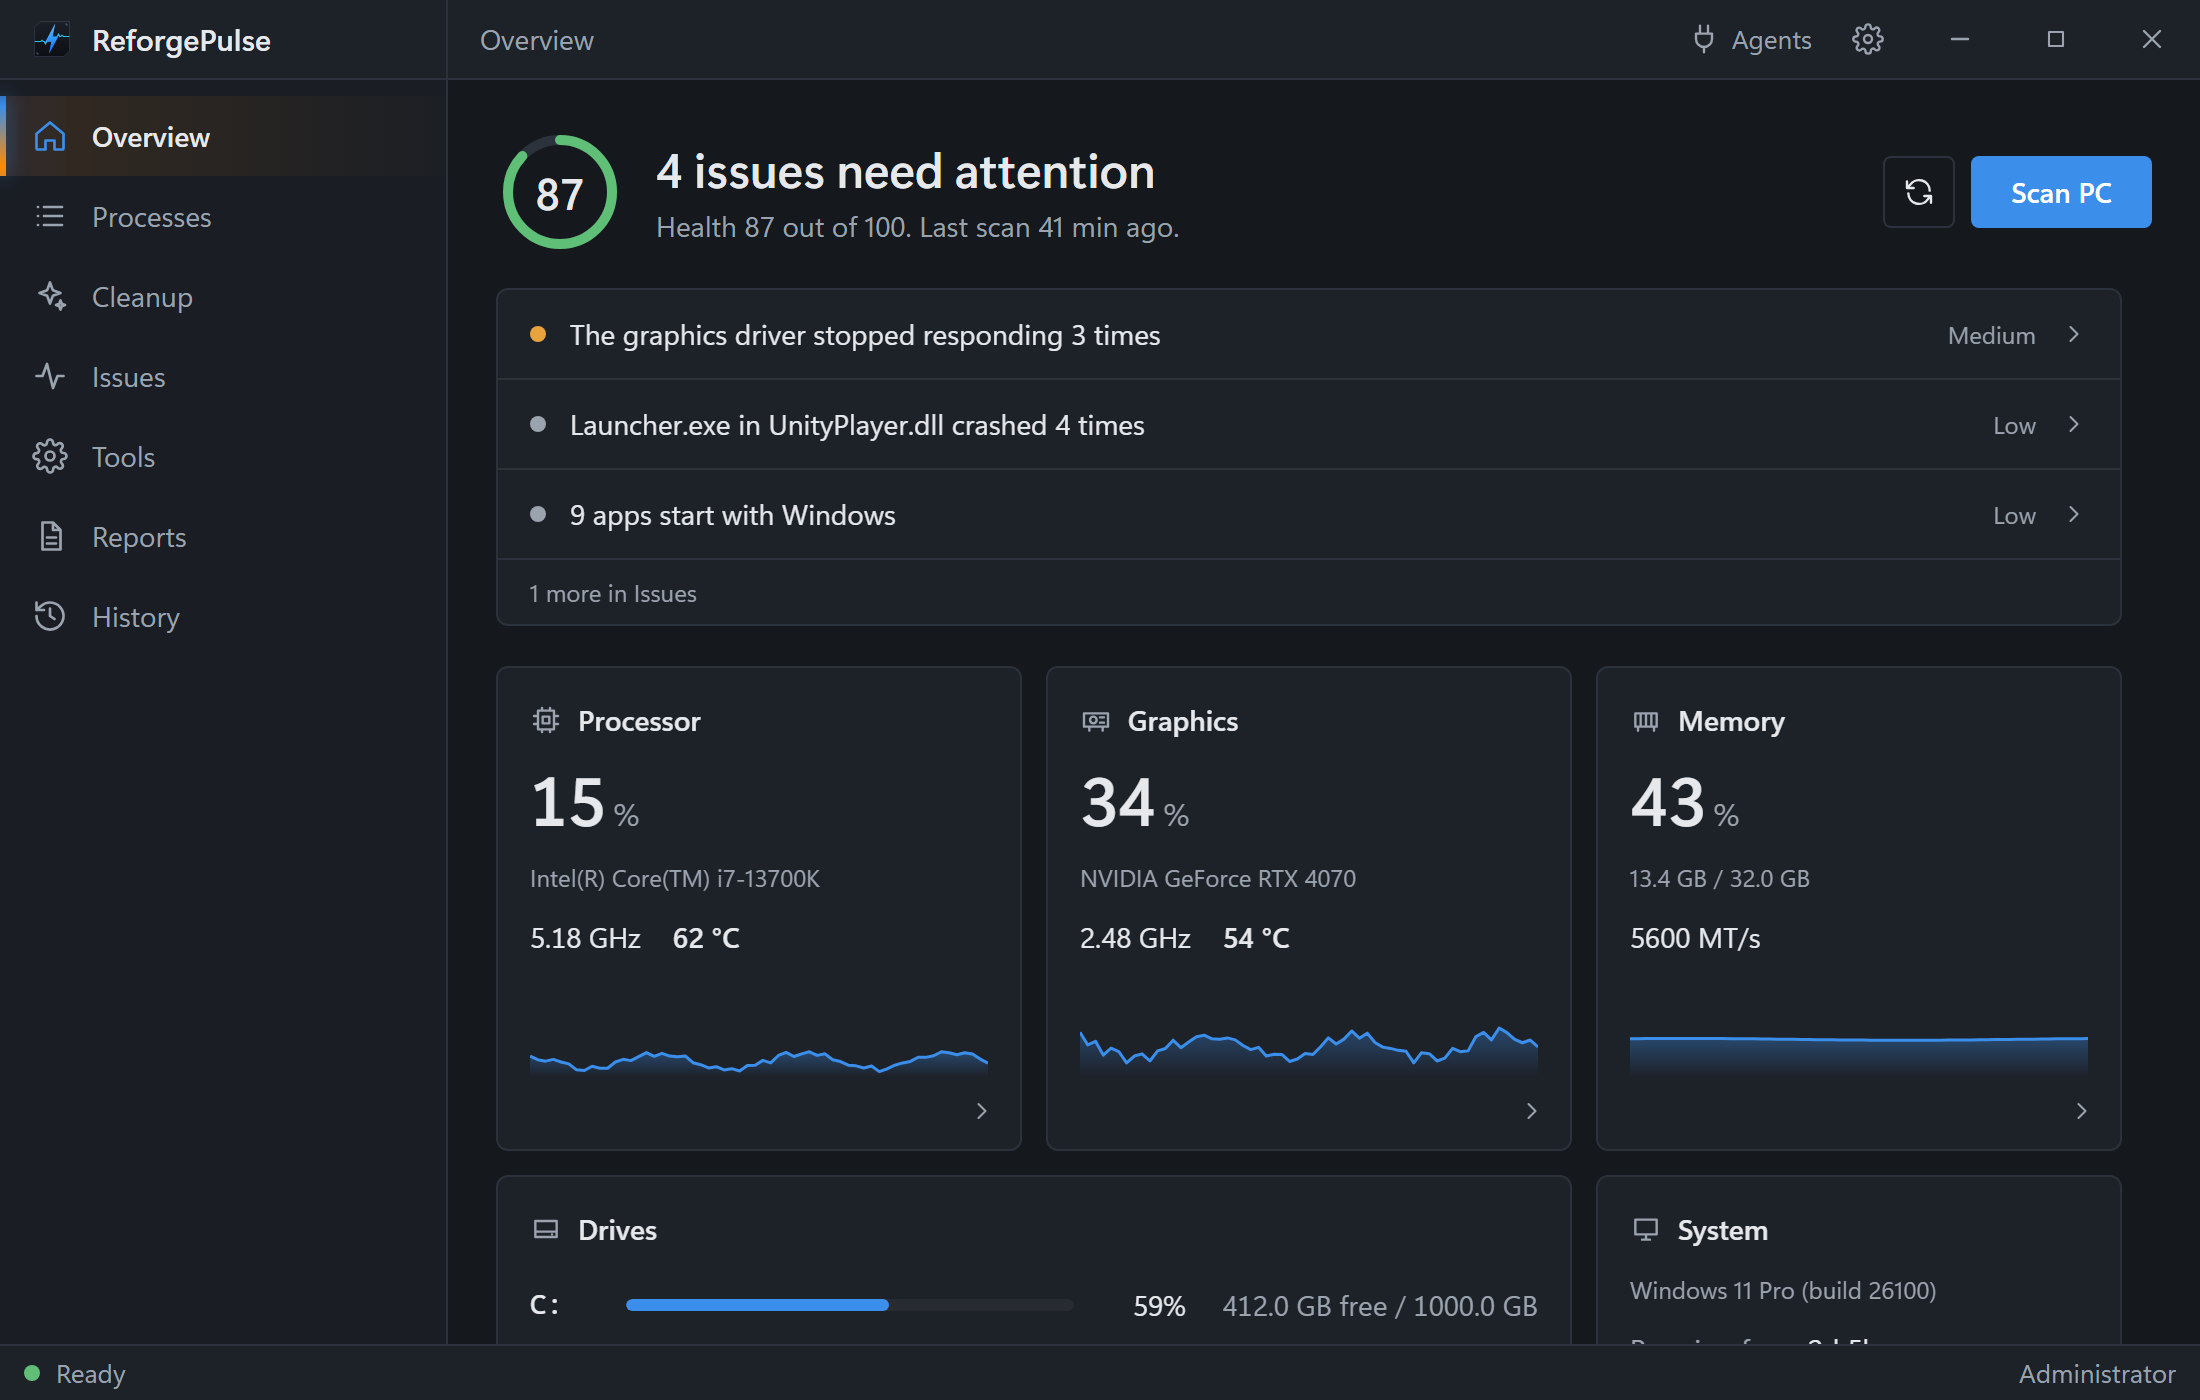 ReforgePulse
Overview
Agents
Overview
Processes
Cleanup
Issues
Tools
Reports
History
87
4 issues need attention
Health 87 out of 100. Last scan 41 min ago.
Scan PC
The graphics driver stopped responding 3 times
Medium
Launcher.exe in UnityPlayer.dll crashed 4 times
Low
9 apps start with Windows
Low
1 more in Issues
Processor
15 %
Intel(R) Core(TM) i7-13700K
5.18 GHz 62 °C
Graphics
34 %
NVIDIA GeForce RTX 4070
2.48 GHz 54 °C
Memory
43 %
13.4 GB / 32.0 GB
5600 MT/s
Drives
C: 59% 412.0 GB free / 1000.0 GB
System
Windows 11 Pro (build 26100)
Ready
Administrator